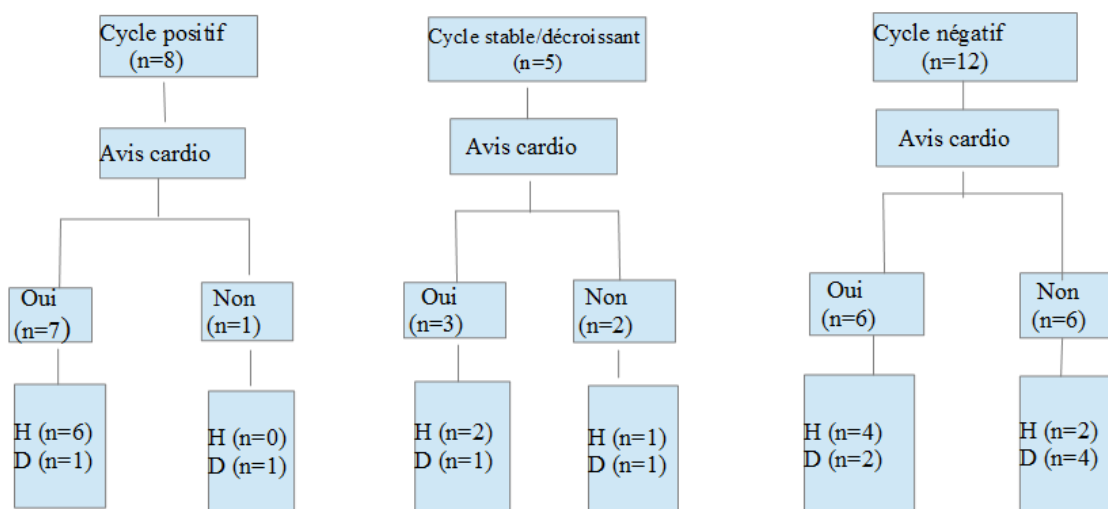 Cycle positif
(n=8)
Avis cardio
Oui
(n=7)
Non
(n=1)
H (n=6)
D (n=1)
H (n=0)
D (n=1)
Cycle stable/décroissant
(n=5)
Avis cardio
Oui
(n=3)
Non
(n=2)
H (n=2)
D (n=1)
H (n=1)
D (n=1)
Cycle négatif
(n=12)
Avis cardio
Oui
(n=6)
Non
(n=6)
H (n=4)
D (n=2)
H (n=2)
D (n=4)